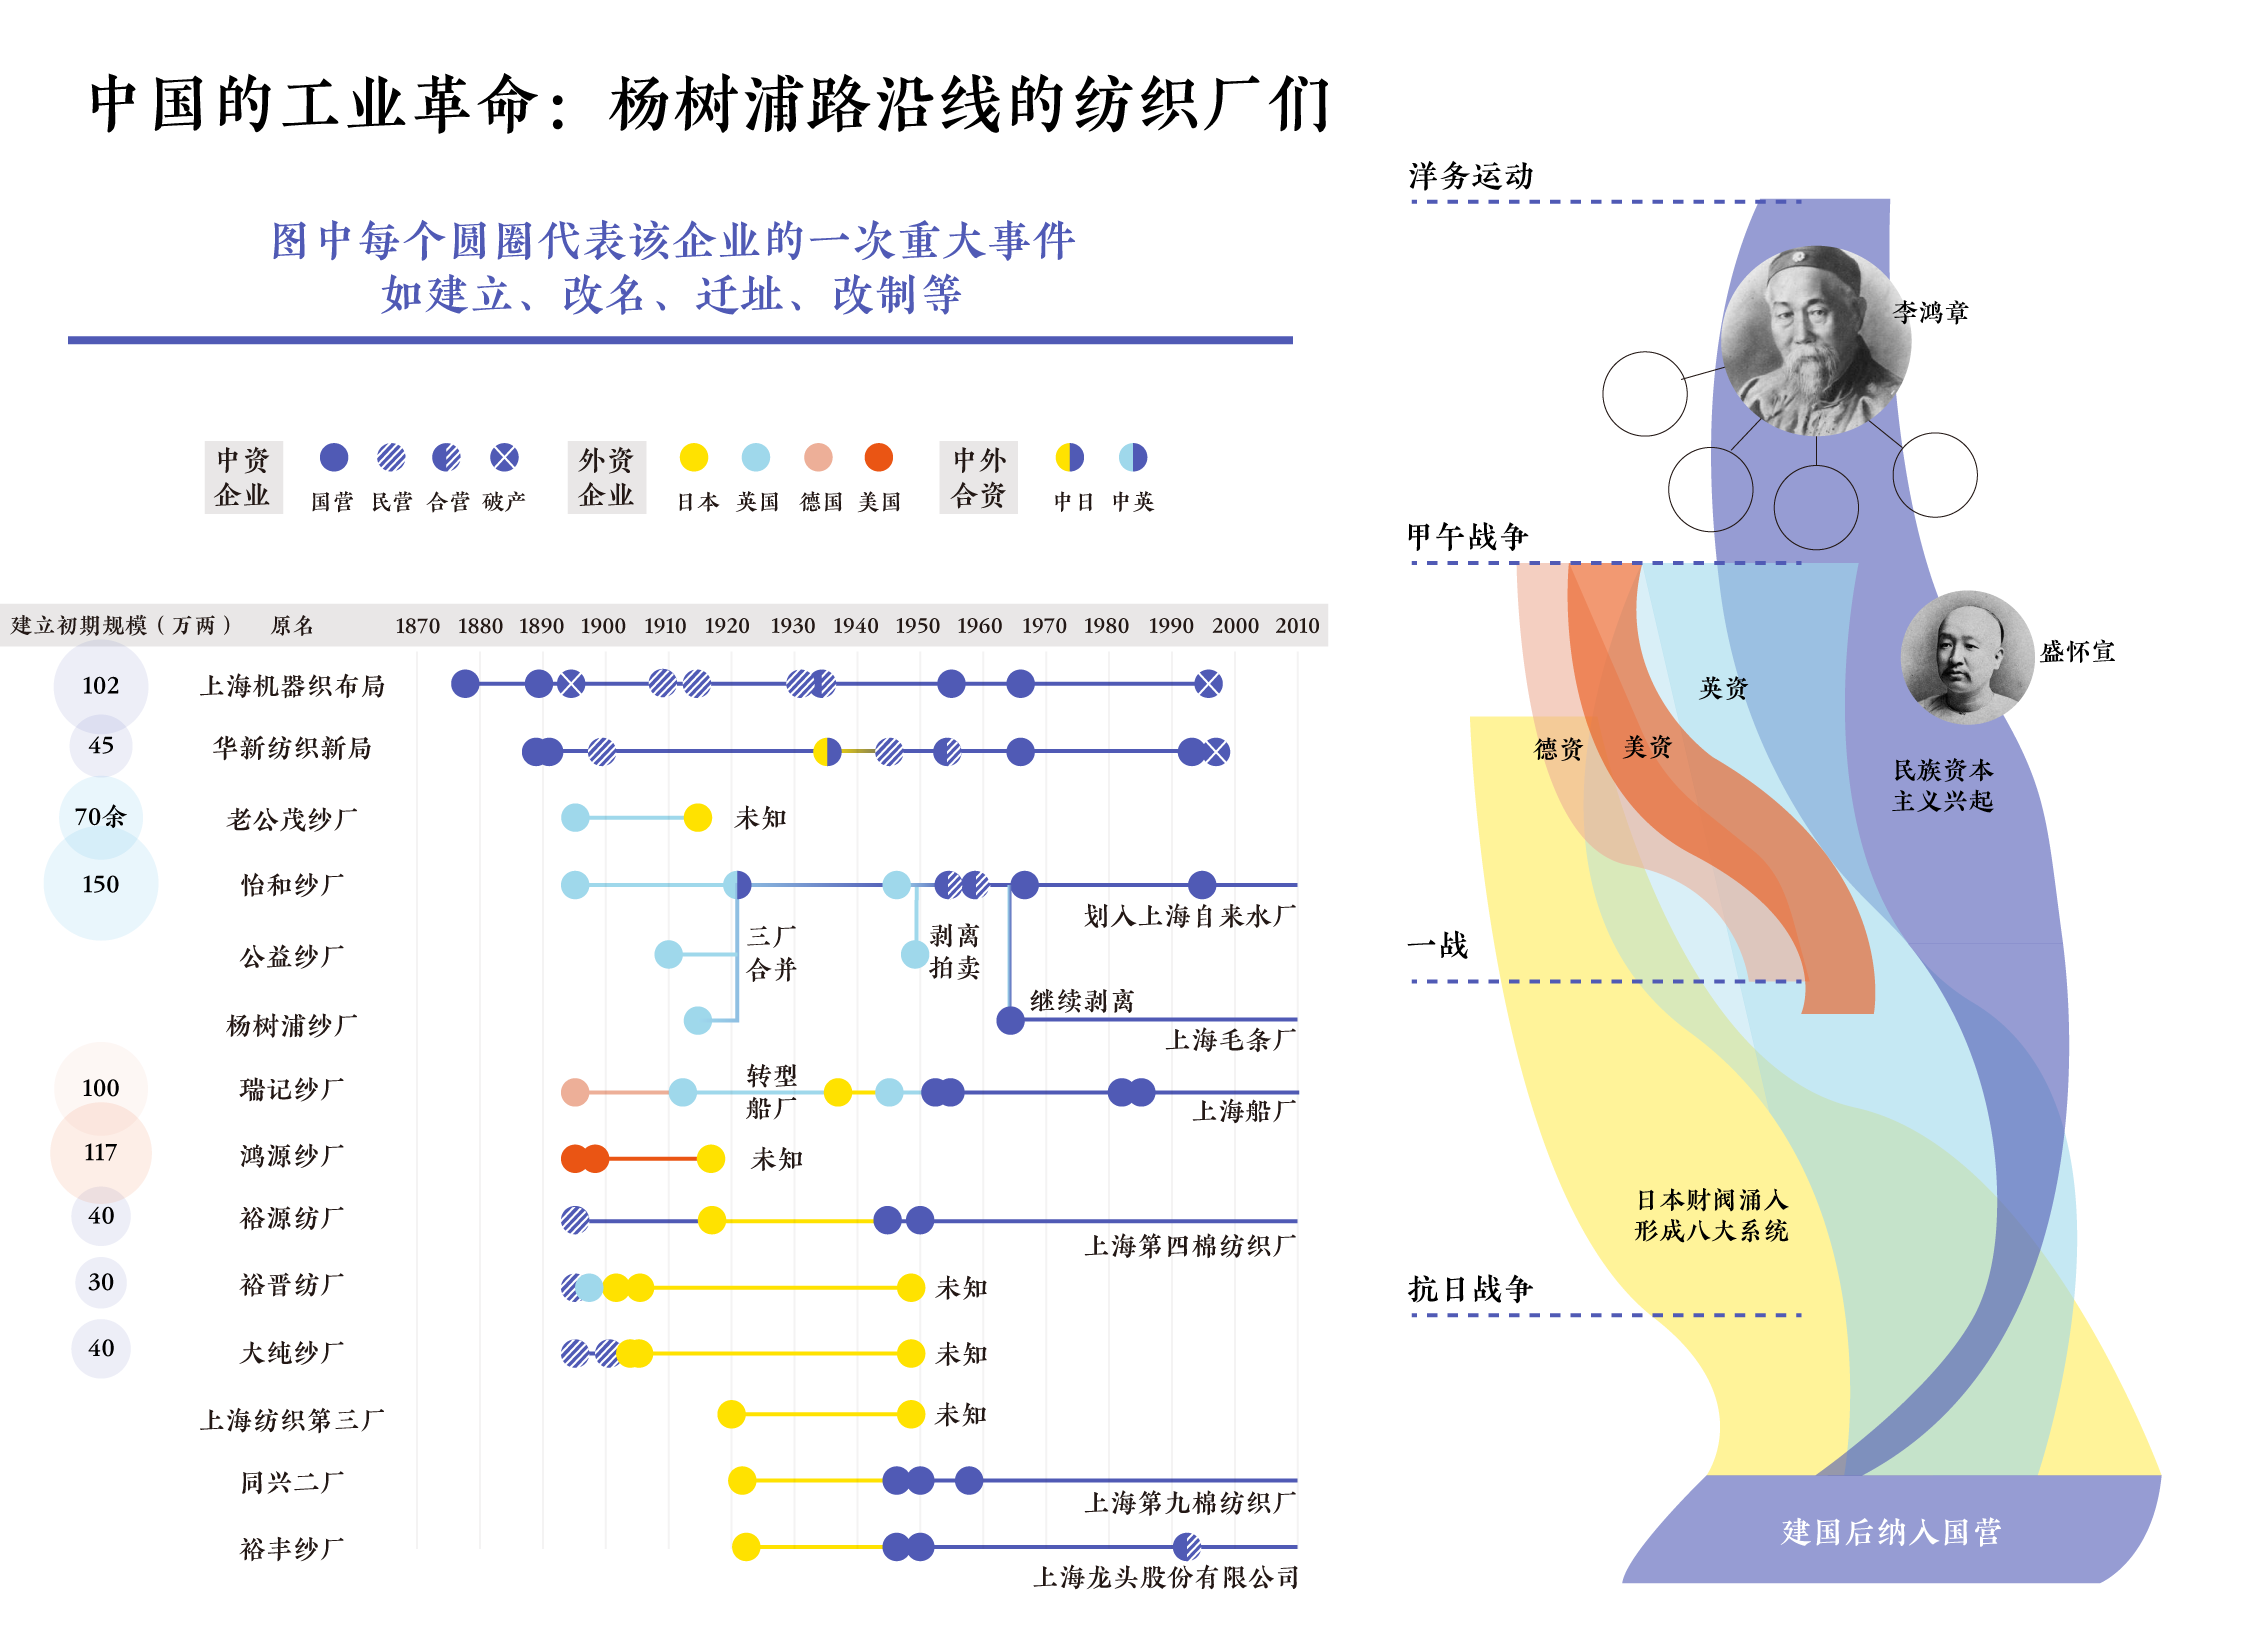 中国的工业革命：杨树浦路沿线的纺织厂们
图中每个圆圈代表该企业的一次重大事件
如建立、改名、迁址、改制等
中资
企业
国营 民营 合营 破产
外资
企业
日本 英国 德国 美国
中外
合资
中日 中英
建立初期规模（万两） 原名 1870 1880 1890 1900 1910 1920 1930 1940 1950 1960 1970 1980 1990 2000 2010
102 上海机器织布局
45 华新纺织新局
70余 老公茂纱厂 未知
150 怡和纱厂
划入上海自来水厂
公益纱厂
三厂
合并
剥离
拍卖
杨树浦纱厂
继续剥离
上海毛条厂
100 瑞记纱厂
转型
船厂
上海船厂
117 鸿源纱厂 未知
40 裕源纺厂
上海第四棉纺织厂
30 裕晋纺厂 未知
40 大纯纱厂 未知
上海纺织第三厂 未知
同兴二厂
上海第九棉纺织厂
裕丰纱厂
上海龙头股份有限公司
洋务运动
李鸿章
甲午战争
盛怀宣
英资
德资 美资
民族资本
主义兴起
一战
日本财阀涌入
形成八大系统
抗日战争
建国后纳入国营